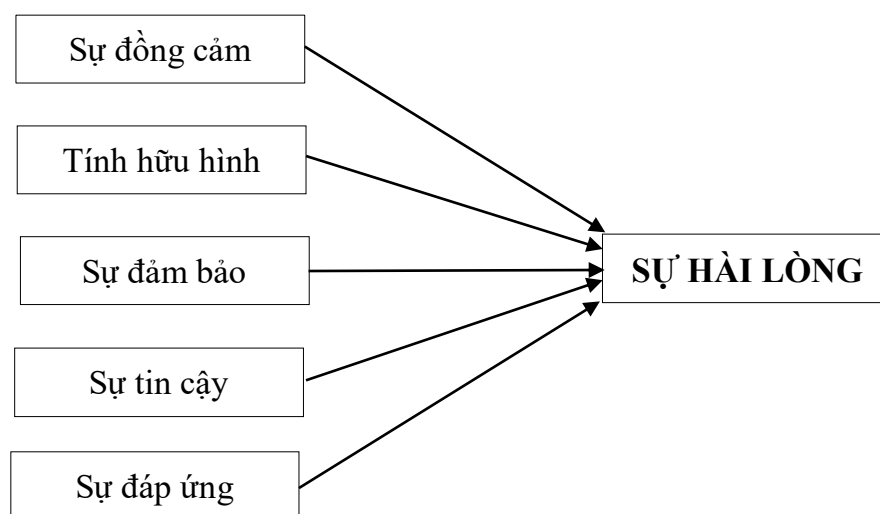 Sự đồng cảm
Tính hữu hình
Sự đảm bảo
SỰ HÀI LÒNG
Sự tin cậy
Sự đáp ứng